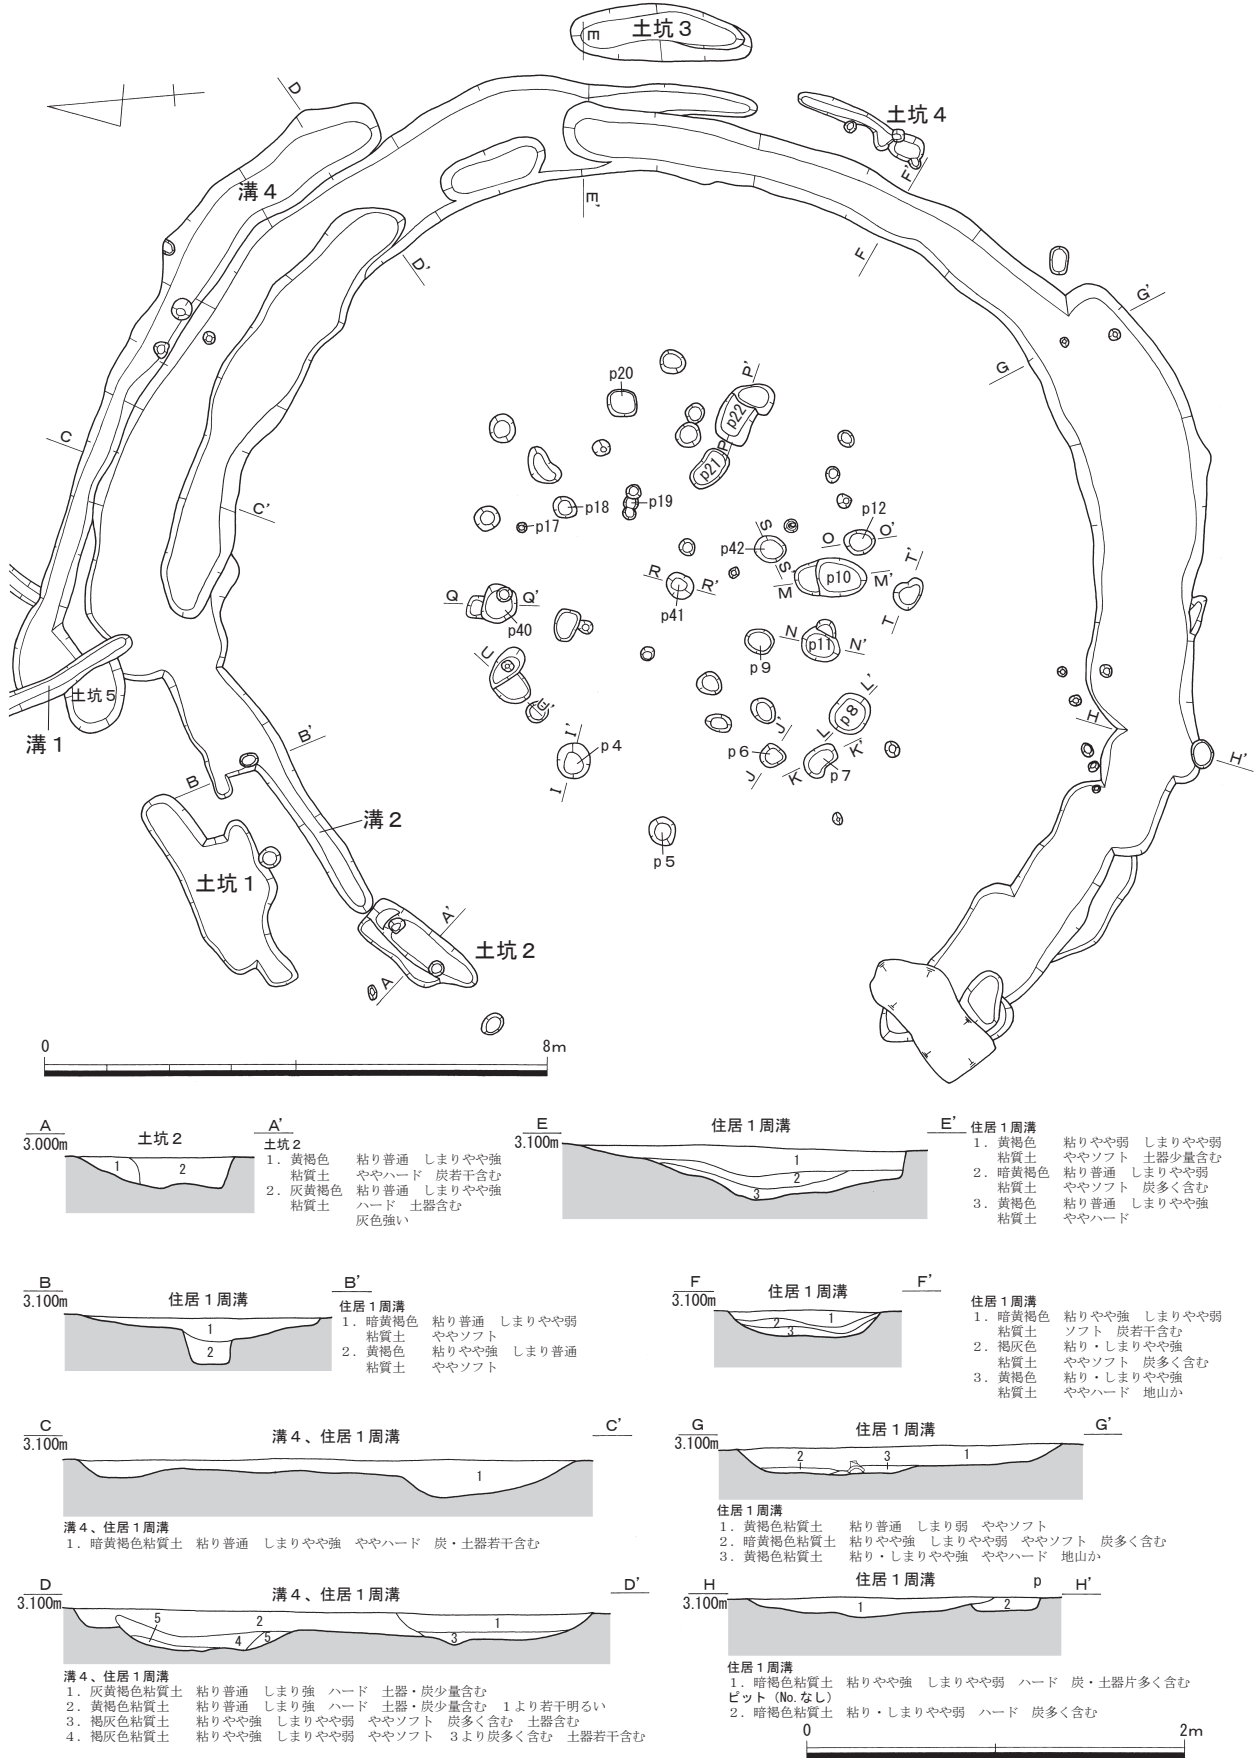 E
土坑３
D
土坑４
F'
溝４
E'
D'
F
G'
G
C
p20
P'
p22
P
p21
C'
p18
p19
p17
p12
S
O
O'
p42
S'
M
p10
M'
T'
T
R
R'
p41
Q
Q'
p40
N
p11
N'
p９
U
U'
土坑５
溝１
I'
p４
I
J'
p６
J
L'
p８
L
K'
K
p７
H
H'
B'
B
溝２
p５
土坑１
A'
土坑２
A
0
8m
A
3.000m
土坑２
A'
土坑２
１．黄褐色　粘り普通　しまりやや強
粘質土　ややハード　炭若干含む
２．灰黄褐色　粘り普通　しまりやや強
粘質土　ハード　土器含む
灰色強い
1
2
E
3.100m
住居１周溝
E'
1
2
3
住居１周溝
１．黄褐色　粘りやや弱　しまりやや弱
粘質土　ややソフト　土器少量含む
２．暗黄褐色　粘り普通　しまりやや弱
粘質土　ややソフト　炭多く含む
３．黄褐色　粘り普通　しまりやや強
粘質土　ややハード
B
3.100m
住居１周溝
B'
1
2
住居１周溝
１．暗黄褐色　粘り普通　しまりやや弱
粘質土　ややソフト
２．黄褐色　粘りやや強　しまり普通
粘質土　ややソフト
F
3.100m
住居１周溝
F'
2
1
3
住居１周溝
１．暗黄褐色　粘りやや強　しまりやや弱
粘質土　ソフト　炭若干含む
２．褐灰色　粘り・しまりやや強
粘質土　ややソフト　炭多く含む
３．黄褐色　粘り・しまりやや強
粘質土　ややハード　地山か
C
3.100m
溝４、住居１周溝
C'
1
溝４、住居１周溝
１．暗黄褐色粘質土　粘り普通　しまりやや強　ややハード　炭・土器若干含む
G
3.100m
住居１周溝
G'
2
3
1
住居１周溝
１．黄褐色粘質土　粘り普通　しまり弱　ややソフト
２．暗黄褐色粘質土　粘りやや強　しまりやや弱　ややソフト　炭多く含む
３．黄褐色粘質土　粘り・しまりやや強　ややハード　地山か
D
3.100m
溝４、住居１周溝
D'
5
2
4
5
1
3
溝４、住居１周溝
１．灰黄褐色粘質土　粘り普通　しまり強　ハード　土器・炭少量含む
２．黄褐色粘質土　粘り普通　しまり強　ハード　土器・炭少量含む　１より若干明るい
３．褐灰色粘質土　粘りやや強　しまりやや弱　ややソフト　炭多く含む　土器含む
４．褐灰色粘質土　粘りやや強　しまりやや弱　ややソフト　３より炭多く含む　土器若干含む
H
3.100m
住居１周溝
p
H'
1
2
住居１周溝
１．暗褐色粘質土　粘りやや強　しまりやや弱　ハード　炭・土器片多く含む
ピット（No.なし）
２．暗褐色粘質土　粘り・しまりやや弱　ハード　炭多く含む
0
2m